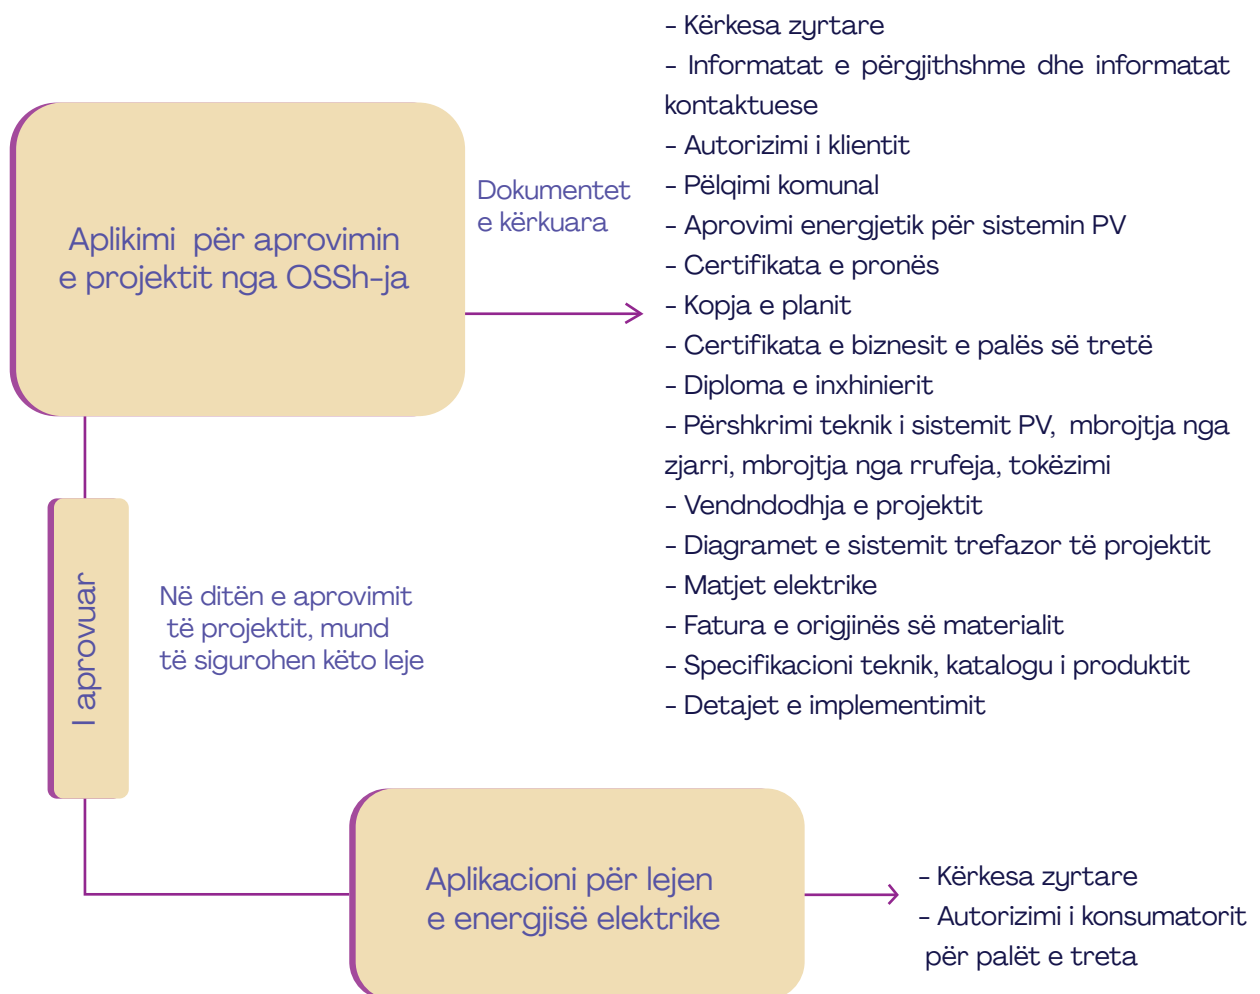 Aplikimi për aprovimin
e projektit nga OSSh-ja
Dokumentet
e kërkuara
- Kërkesa zyrtare
- Informatat e përgjithshme dhe informatat
kontaktuese
- Autorizimi i klientit
- Pëlqimi komunal
- Aprovimi energjetik për sistemin PV
- Certifikata e pronës
- Kopja e planit
- Certifikata e biznesit e palës së tretë
- Diploma e inxhinierit
- Përshkrimi teknik i sistemit PV, mbrojtja nga
zjarri, mbrojtja nga rrufeja, tokëzimi
- Vendndodhja e projektit
- Diagramet e sistemit trefazor të projektit
- Matjet elektrike
- Fatura e origjinës së materialit
- Specifikacioni teknik, katalogu i produktit
- Detajet e implementimit
I aprovuar
Në ditën e aprovimit
të projektit, mund
të sigurohen këto leje
Aplikacioni për lejen
e energjisë elektrike
- Kërkesa zyrtare
- Autorizimi i konsumatorit
për palët e treta